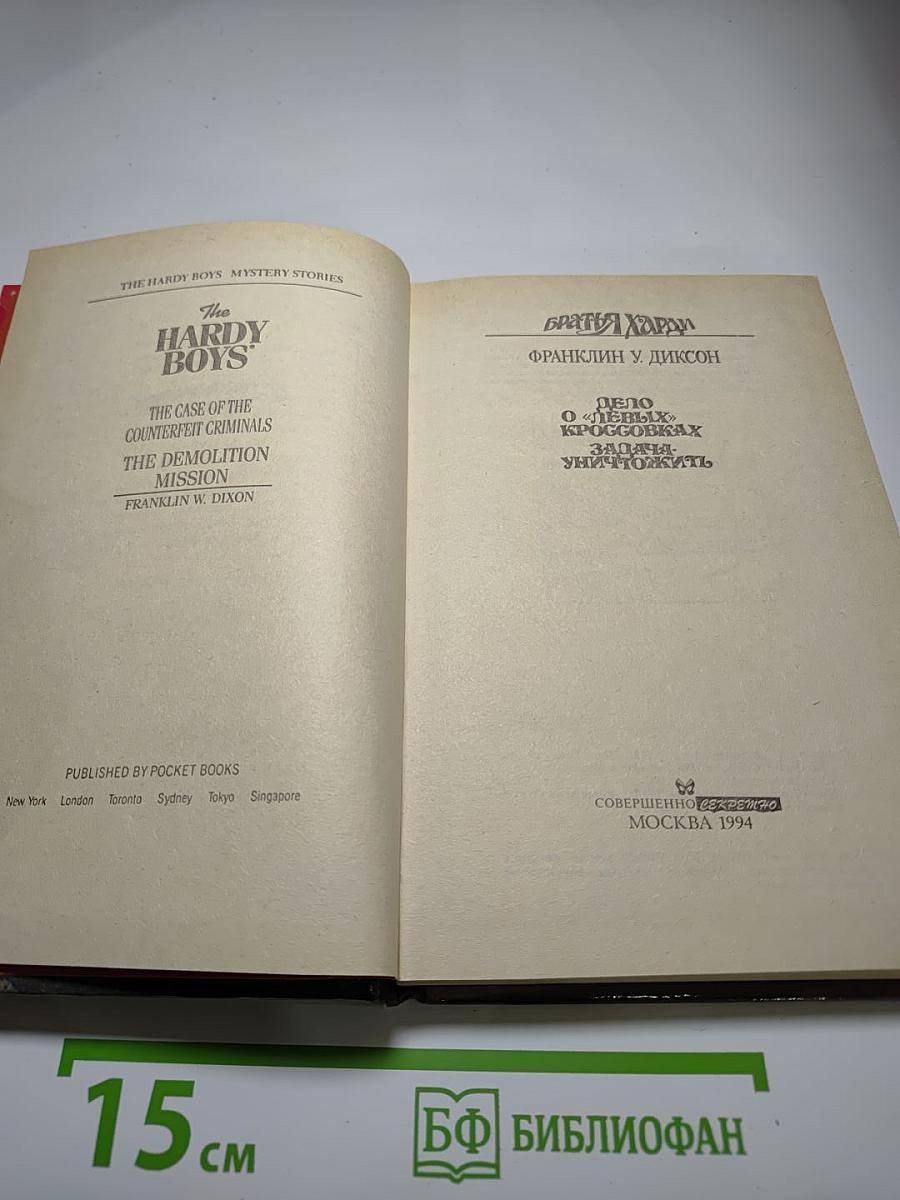 THE HARDY BOYS MYSTERY STORIES
The
HARDY
BOYS
THE CASE OF THE
COUNTERFEIT CRIMINALS
THE DEMOLITION
MISSION
FRANKLIN W. DIXON
PUBLISHED BY POCKET BOOKS
New York London Toronto Sydney Tokyo Singapore
БРАТЬЯ ХАРДИ
ФРАНКЛИН У. ДИКСОН
ДЕЛО
О «ЛЕВЫХ»
КРОССОВКАХ
ЗАДАЧА-
УНИЧТОЖИТЬ
СОВЕРШЕННО СЕКРЕТНО
МОСКВА 1994
15 см
БФ БИБЛИОФАН